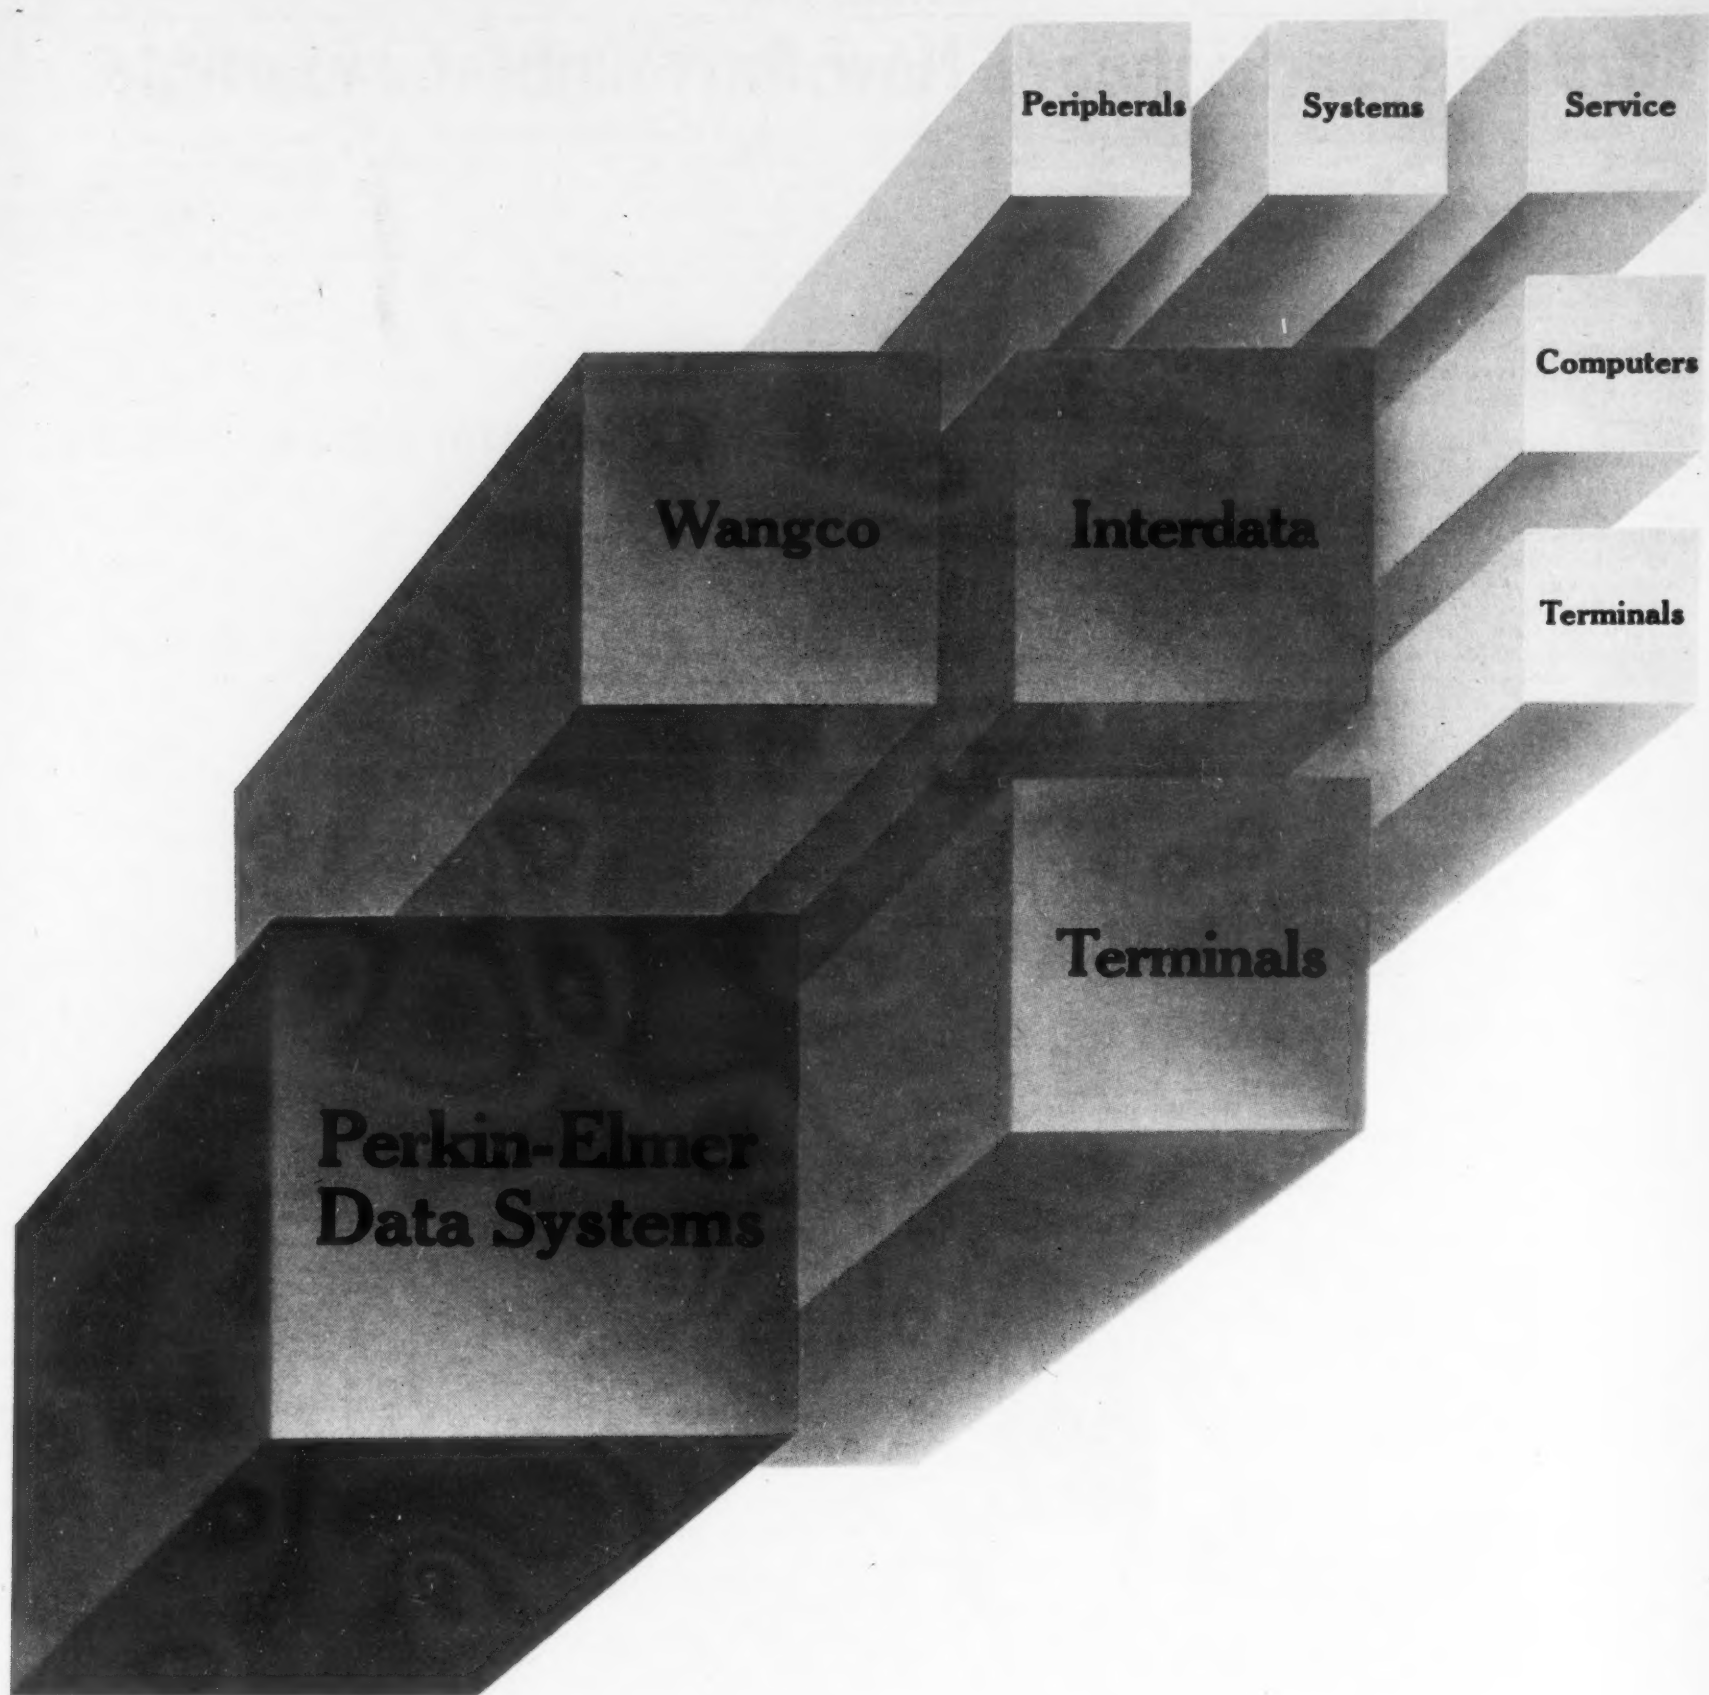 Peripherals
Systems
Service
Computers
Wangco
Interdata
Terminals
Terminals
Perkin-Elmer
Data Systems